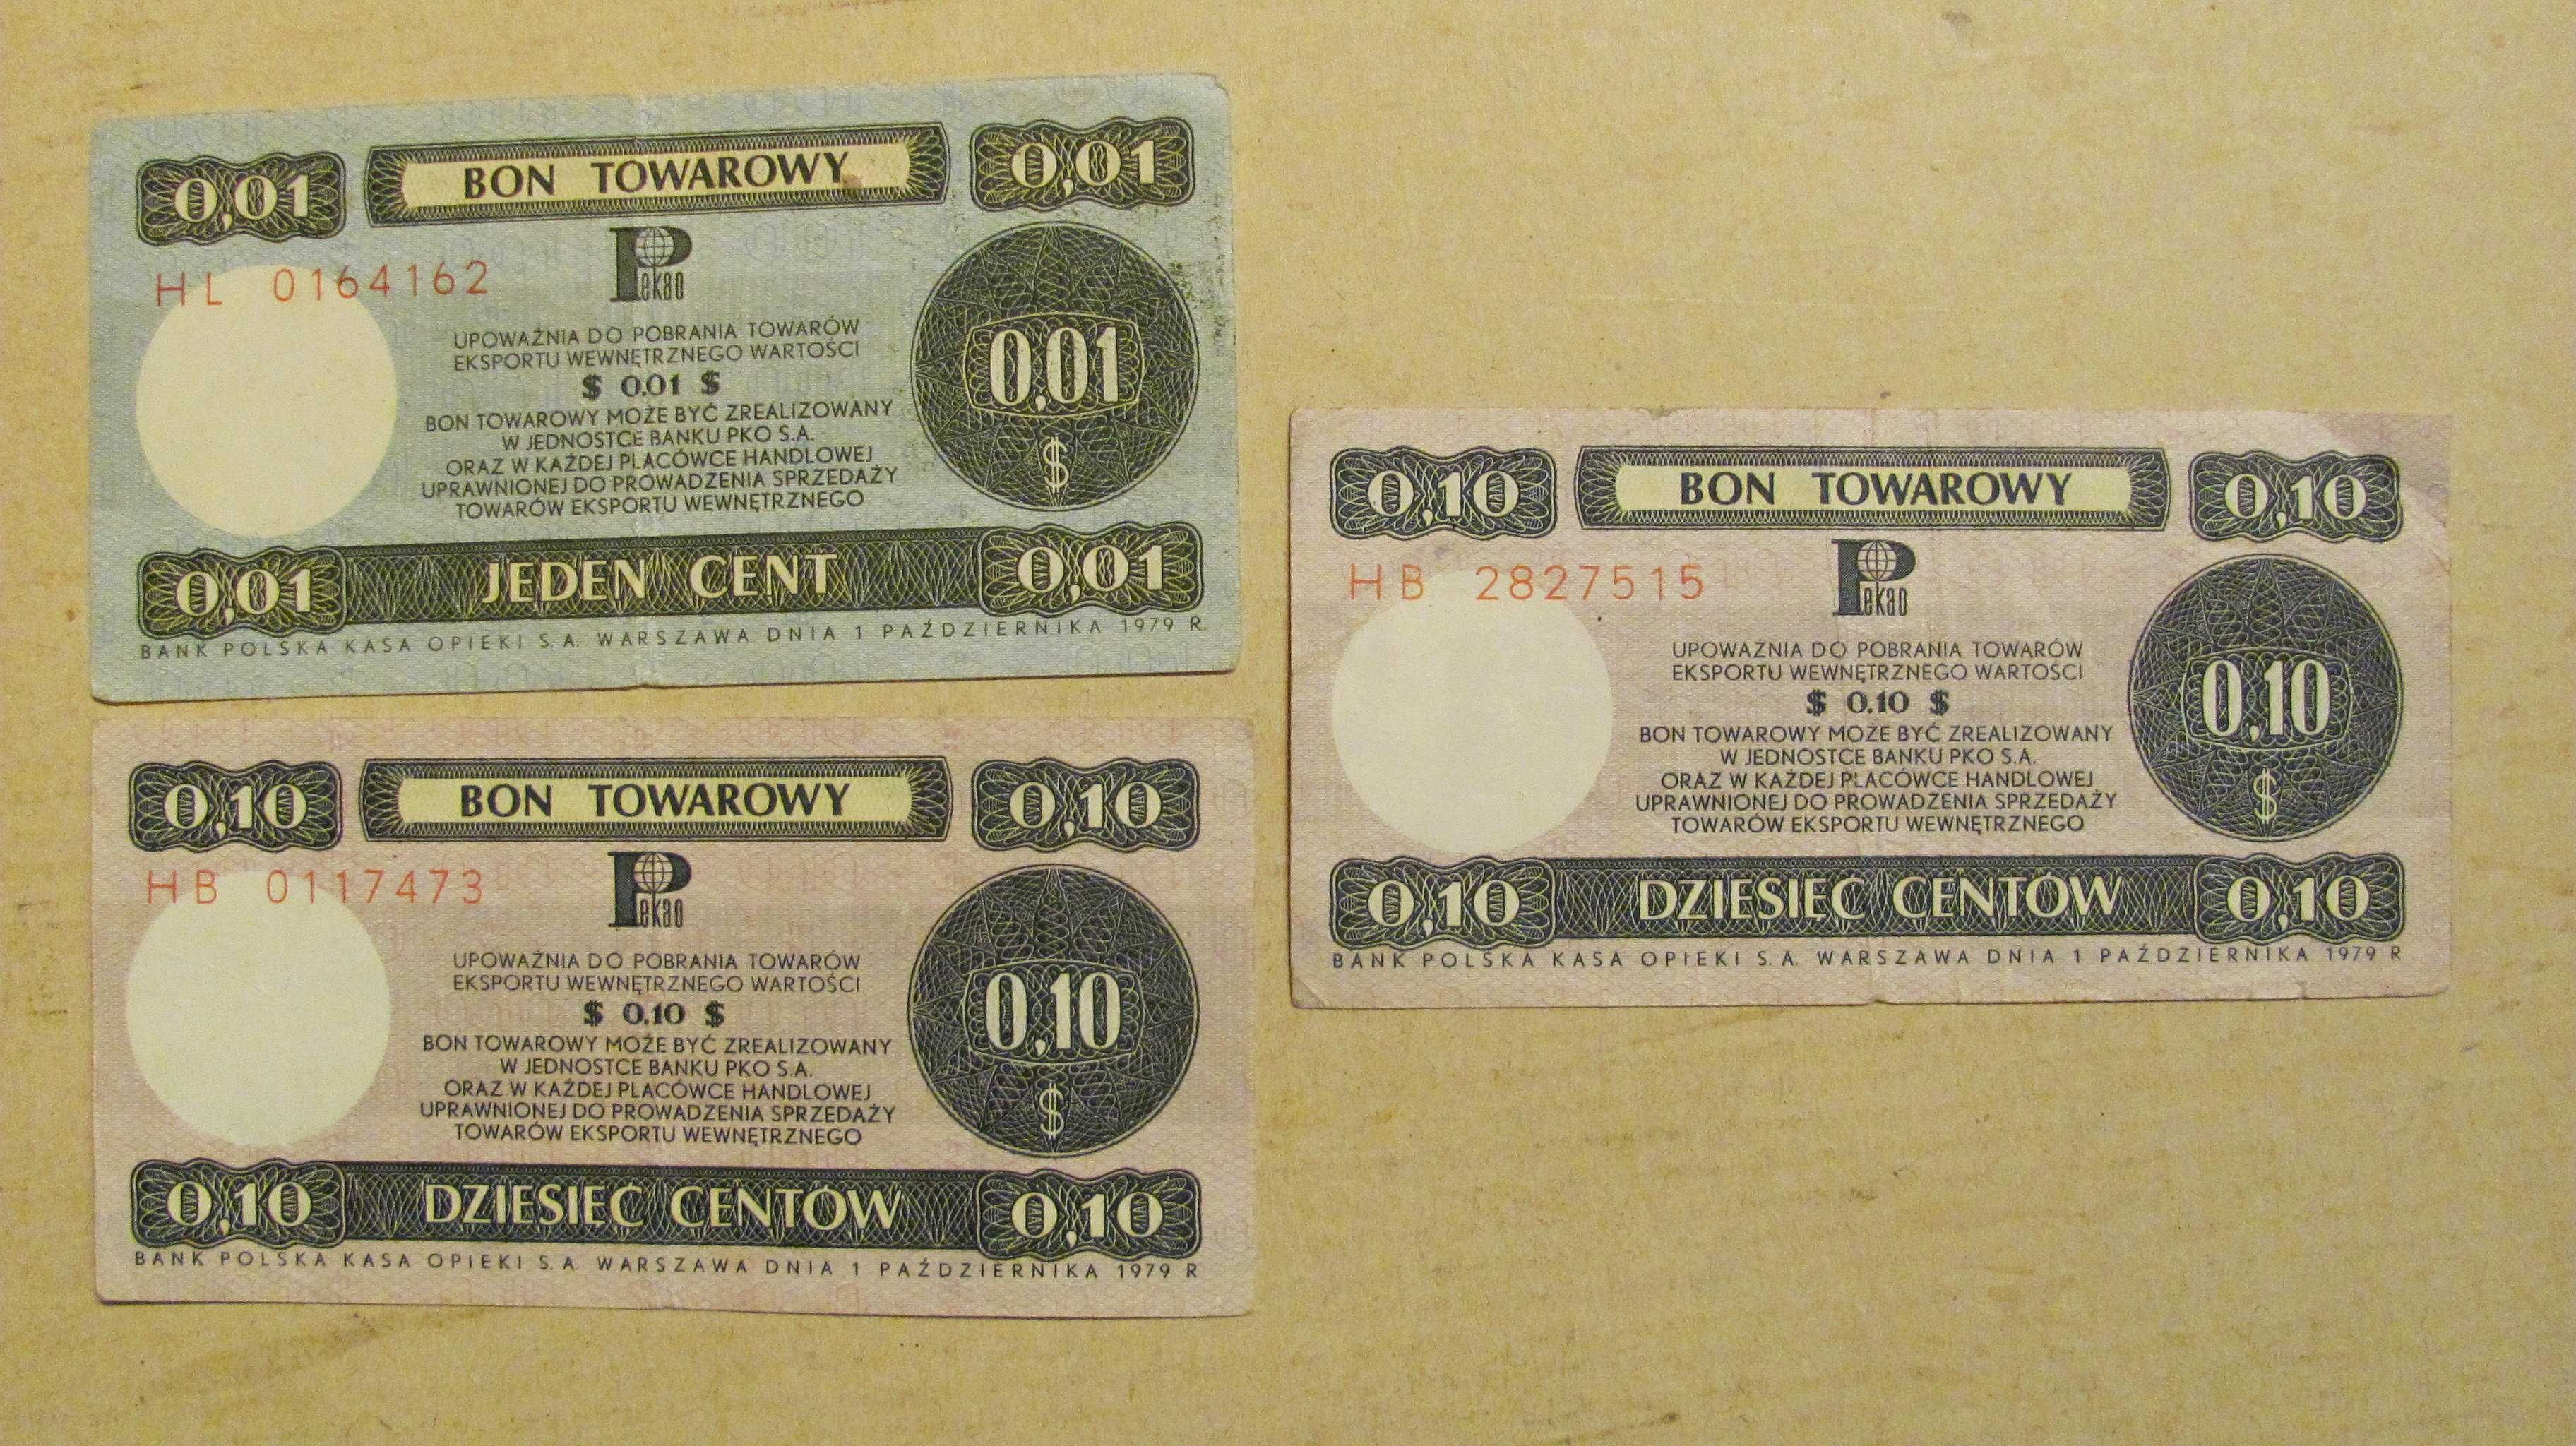 0,01 BON TOWAROWY 0,01
Pekao
HL 0164162
UPOWAŻNIA DO POBRANIA TOWARÓW
EKSPORTU WEWNĘTRZNEGO WARTOŚCI
$ 0.01 $
BON TOWAROWY MOŻE BYĆ ZREALIZOWANY
W JEDNOSTCE BANKU PKO S.A.
ORAZ W KAŻDEJ PLACÓWCE HANDLOWEJ
UPRAWNIONEJ DO PROWADZENIA SPRZEDAŻY
TOWARÓW EKSPORTU WEWNĘTRZNEGO
0,01
$
0,01 JEDEN CENT 0,01
BANK POLSKA KASA OPIEKI S.A. WARSZAWA DNIA 1 PAŹDZIERNIKA 1979 R.
0,10 BON TOWAROWY 0,10
Pekao
HB 0117473
UPOWAŻNIA DO POBRANIA TOWARÓW
EKSPORTU WEWNĘTRZNEGO WARTOŚCI
$ 0.10 $
BON TOWAROWY MOŻE BYĆ ZREALIZOWANY
W JEDNOSTCE BANKU PKO S.A.
ORAZ W KAŻDEJ PLACÓWCE HANDLOWEJ
UPRAWNIONEJ DO PROWADZENIA SPRZEDAŻY
TOWARÓW EKSPORTU WEWNĘTRZNEGO
0,10
$
0,10 DZIESIĘĆ CENTÓW 0,10
BANK POLSKA KASA OPIEKI S.A. WARSZAWA DNIA 1 PAŹDZIERNIKA 1979 R
0,10 BON TOWAROWY 0,10
Pekao
HB 2827515
UPOWAŻNIA DO POBRANIA TOWARÓW
EKSPORTU WEWNĘTRZNEGO WARTOŚCI
$ 0.10 $
BON TOWAROWY MOŻE BYĆ ZREALIZOWANY
W JEDNOSTCE BANKU PKO S.A.
ORAZ W KAŻDEJ PLACÓWCE HANDLOWEJ
UPRAWNIONEJ DO PROWADZENIA SPRZEDAŻY
TOWARÓW EKSPORTU WEWNĘTRZNEGO
0,10
$
0,10 DZIESIĘĆ CENTÓW 0,10
BANK POLSKA KASA OPIEKI S.A. WARSZAWA DNIA 1 PAŹDZIERNIKA 1979 R